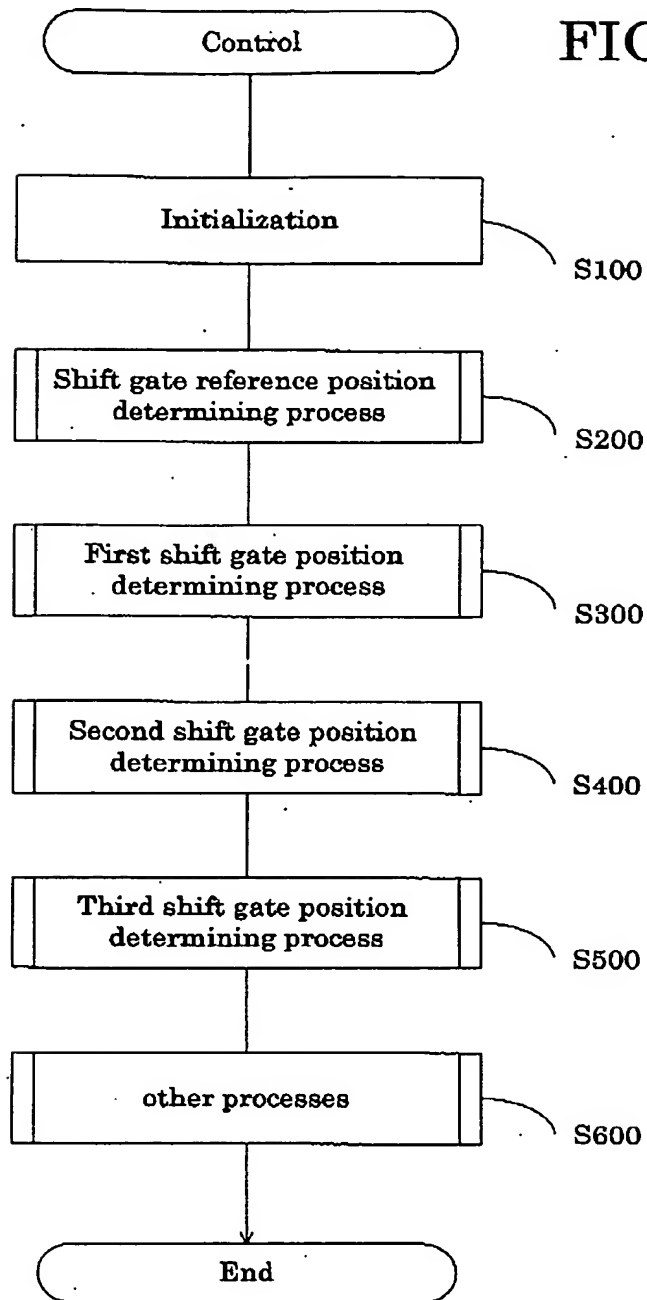 Control
FIG
Initialization
S100
Shift gate reference position
determining process
S200
First shift gate position
determining process
S300
Second shift gate position
determining process
S400
Third shift gate position
determining process
S500
other processes
S600
End